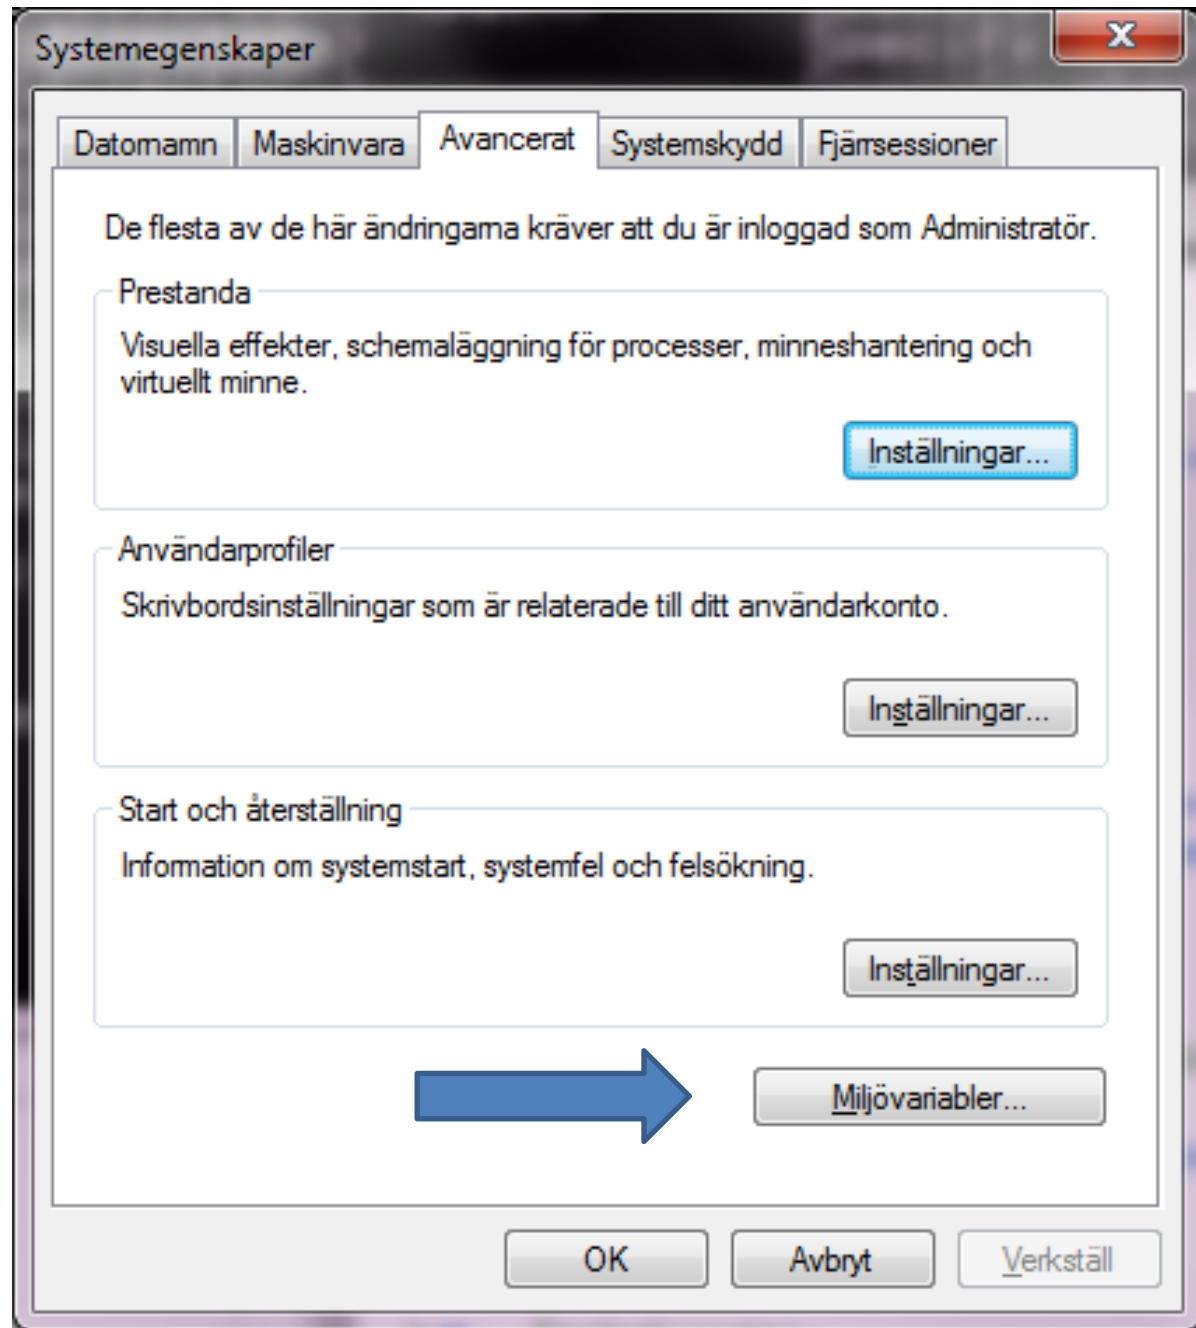 Systemegenskaper
Datornamn Maskinvara Avancerat Systemskydd Fjärrsessioner
De flesta av de här ändringarna kräver att du är inloggad som Administratör.
Prestanda
Visuella effekter, schemaläggning för processer, minneshantering och
virtuellt minne.
Inställningar...
Användarprofiler
Skrivbordsinställningar som är relaterade till ditt användarkonto.
Inställningar...
Start och återställning
Information om systemstart, systemfel och felsökning.
Inställningar...
Miljövariabler...
OK Avbryt Verkställ